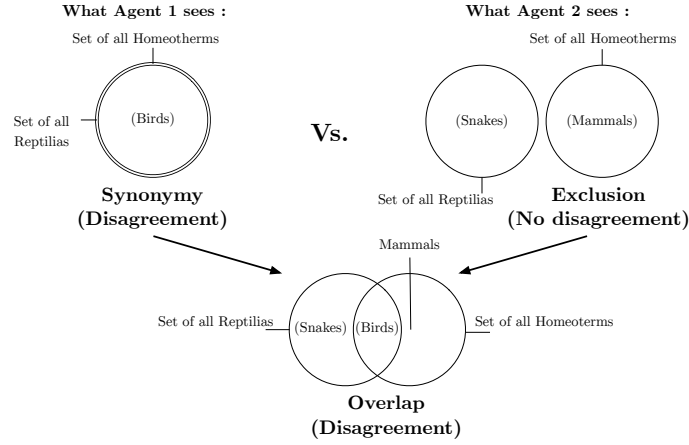 What Agent 1 sees :
What Agent 2 sees :
Set of all Homeotherms
Set of all Homeotherms
Set of all
Reptilias
(Birds)
Vs.
(Snakes)
(Mammals)
Synonymy
(Disagreement)
Set of all Reptilias
Exclusion
(No disagreement)
Mammals
Set of all Reptilias
(Snakes)
(Birds)
Set of all Homeoterms
Overlap
(Disagreement)